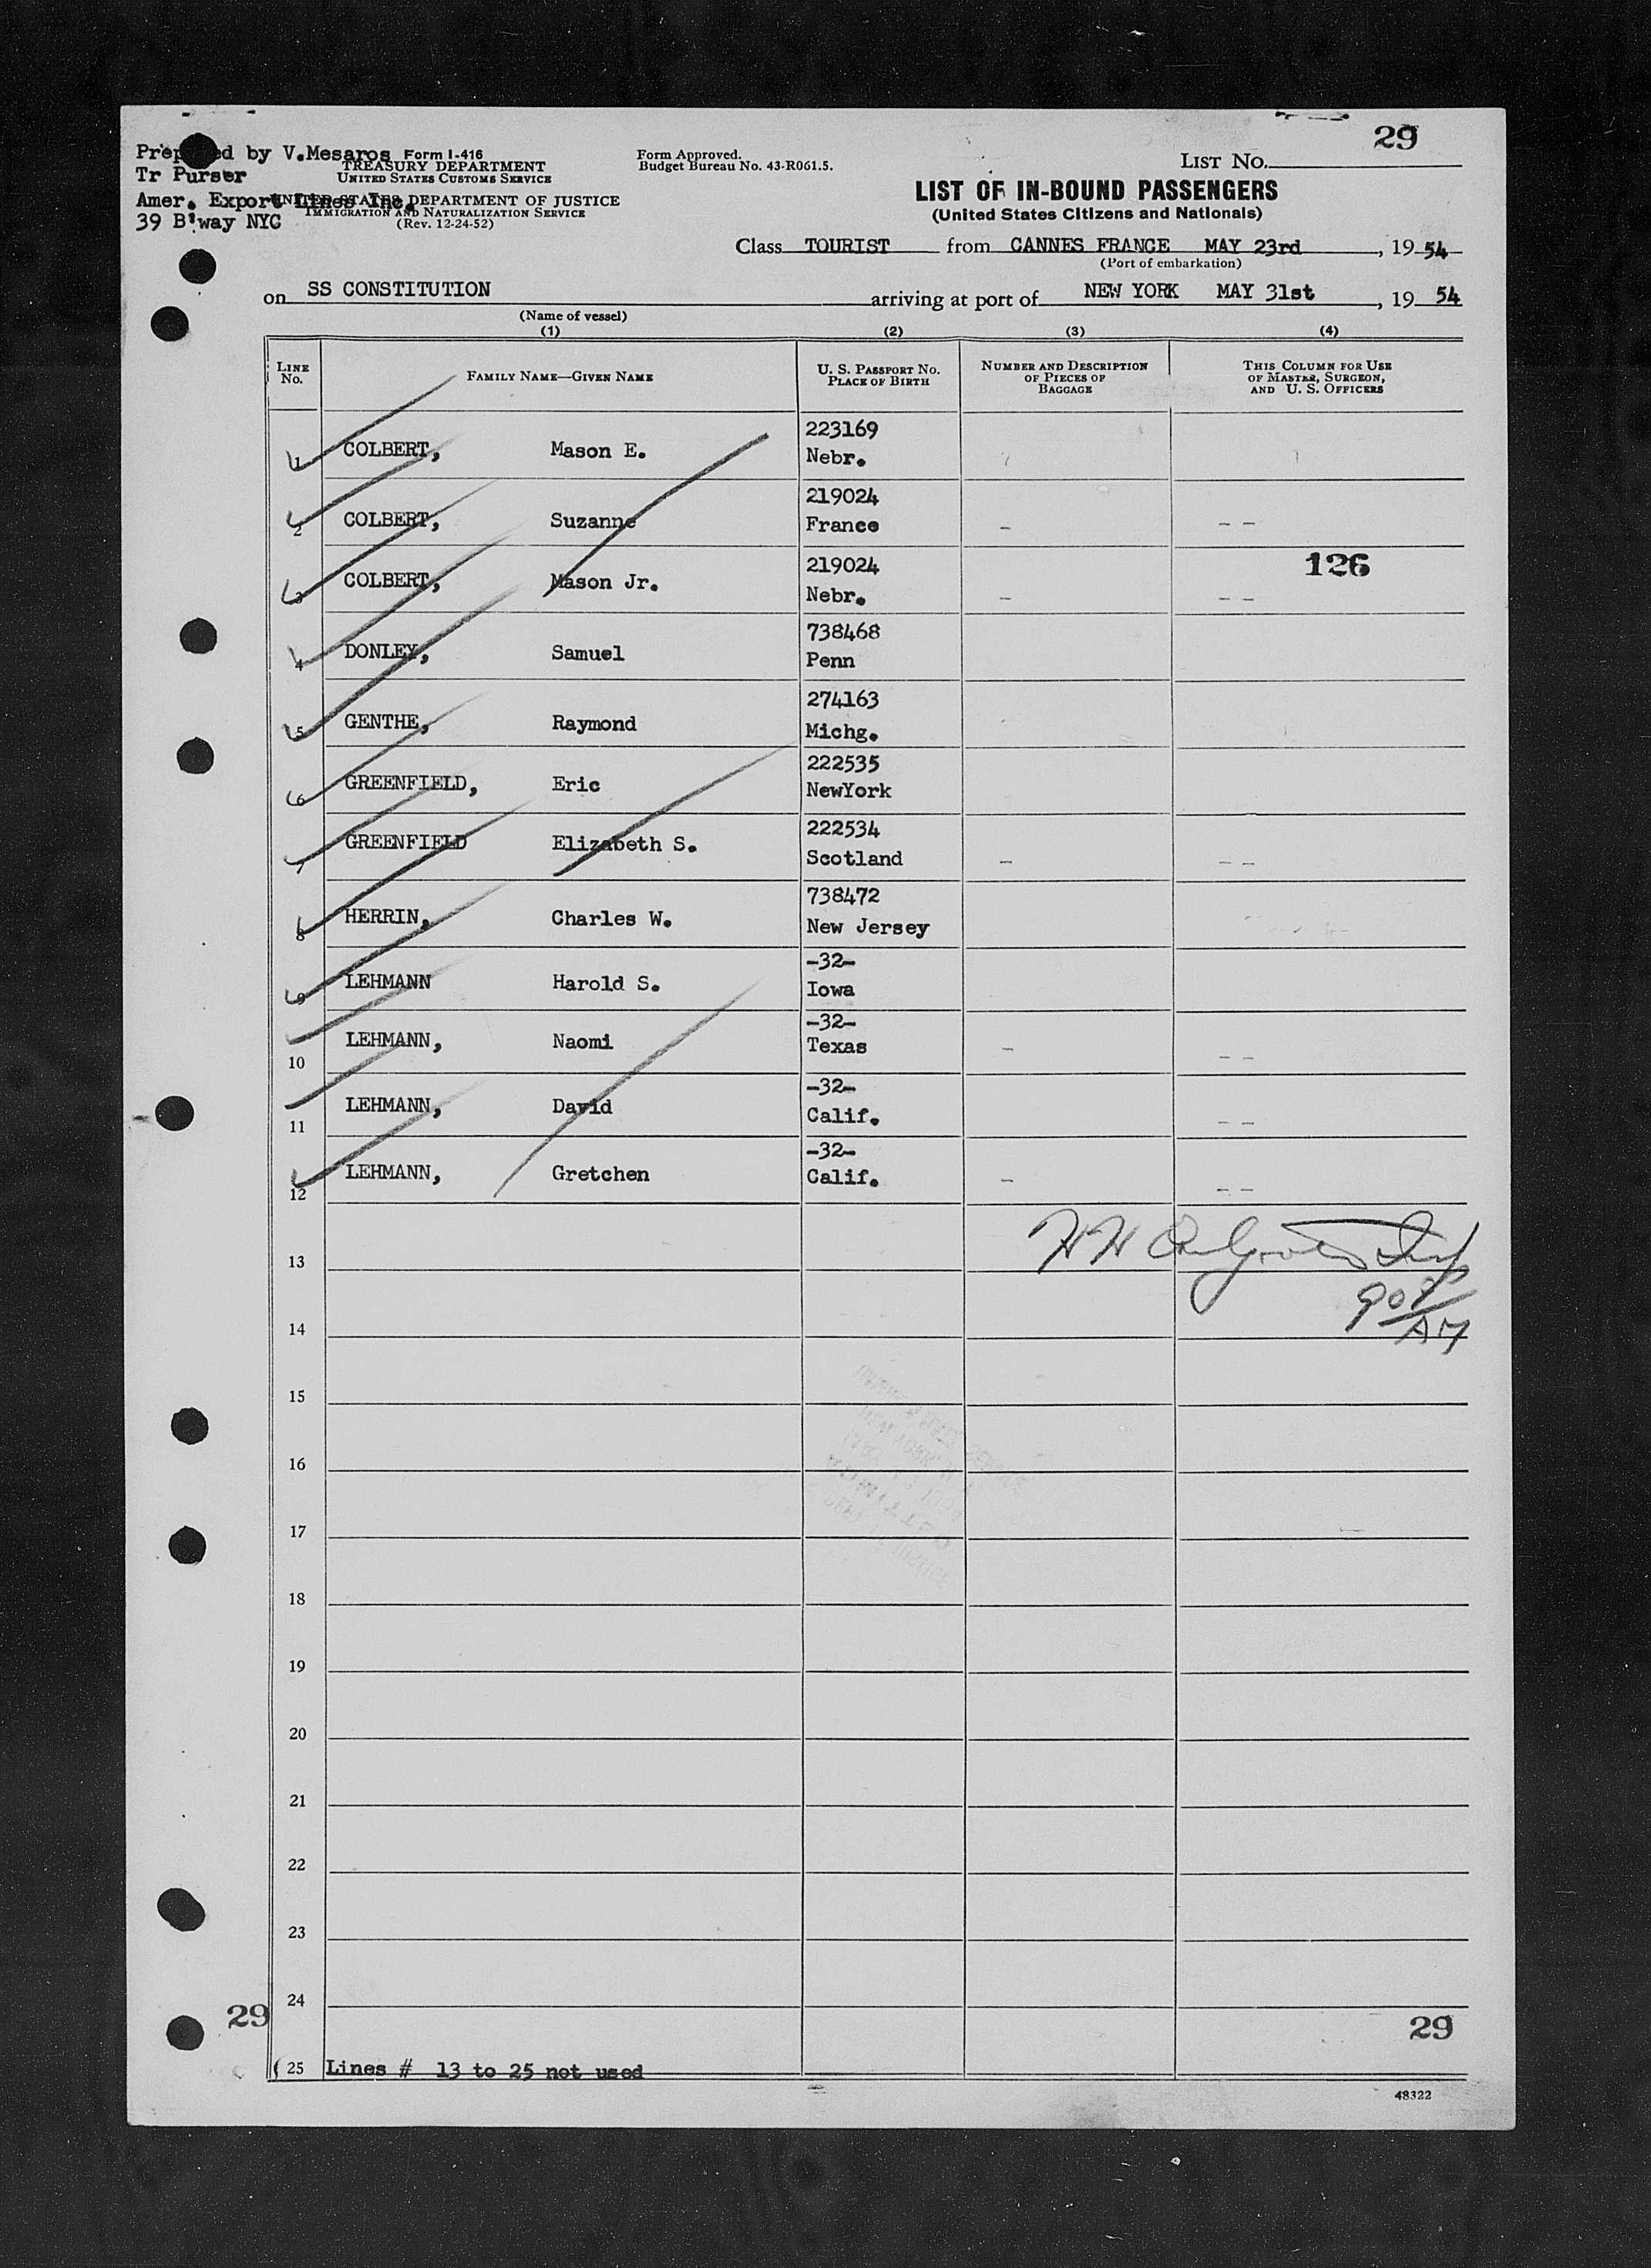 29
Prepared by V.Mesaros
Tr Purser
Amer. Export Lines Inc.
39 B'way NYC
Form I-416
TREASURY DEPARTMENT
UNITED STATES CUSTOMS SERVICE
UNITED STATES DEPARTMENT OF JUSTICE
IMMIGRATION AND NATURALIZATION SERVICE
(Rev. 12-24-52)
Form Approved.
Budget Bureau No. 43-R061.5.
LIST NO.
LIST OF IN-BOUND PASSENGERS
(United States Citizens and Nationals)
Class TOURIST from CANNES FRANCE MAY 23rd, 19 54
(Port of embarkation)
on SS CONSTITUTION arriving at port of NEW YORK MAY 31st, 19 54
(Name of vessel)
(1) (2) (3) (4)
LINE No. FAMILY NAME—GIVEN NAME U. S. PASSPORT NO. PLACE OF BIRTH NUMBER AND DESCRIPTION OF PIECES OF BAGGAGE THIS COLUMN FOR USE OF MASTER, SURGEON, AND U. S. OFFICERS
223169
1 COLBERT, Mason E. Nebr.
219024
2 COLBERT, Suzanne France – – –
219024 126
3 COLBERT, Mason Jr. Nebr. – – –
738468
4 DONLEY, Samuel Penn
274163
5 GENTHE, Raymond Michg.
222535
6 GREENFIELD, Eric NewYork
222534
7 GREENFIELD Elizabeth S. Scotland – – –
738472
8 HERRIN, Charles W. New Jersey
-32-
9 LEHMANN Harold S. Iowa
-32-
10 LEHMANN, Naomi Texas – – –
-32-
11 LEHMANN, David Calif. – –
-32-
12 LEHMANN, Gretchen Calif. – – –
13
14
15
16
17
18
19
20
21
22
23
24
29 29
25 Lines # 13 to 25 not used
48322